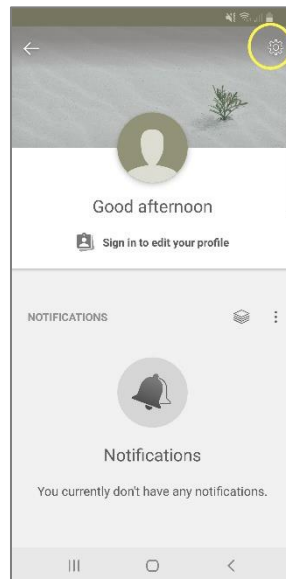 Good afternoon
Sign in to edit your profile
NOTIFICATIONS
Notifications
You currently don't have any notifications.